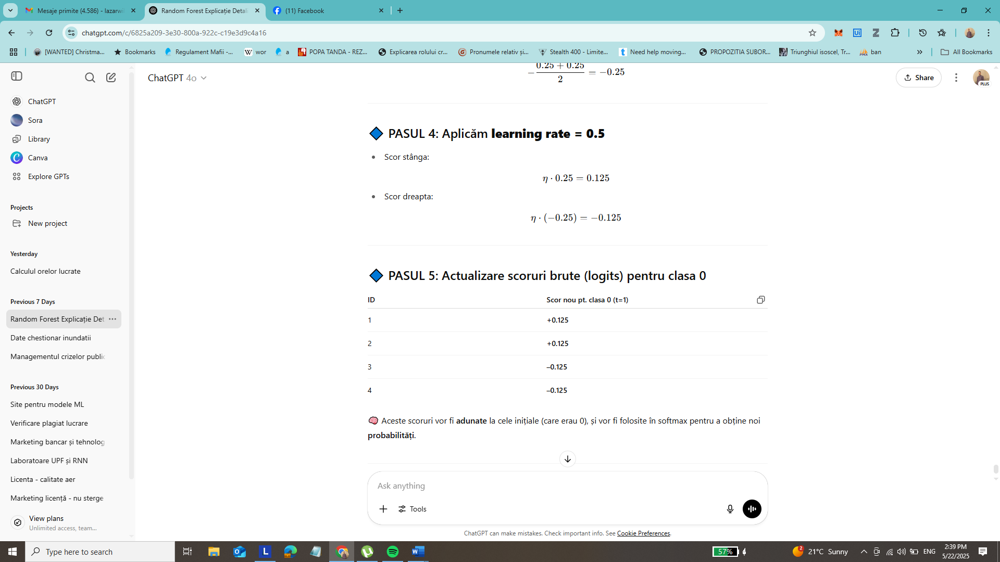 Mesaje primite (4.586) - lazarwi
Random Forest Explicație Detali
(11) Facebook
chatgpt.com/c/6825a209-3e30-800a-922c-c19e3d9c4a16
[WANTED] Christma...
Bookmarks
Regulament Mafii -...
wor
a
POPA TANDA - REZ...
Explicarea rolului cr...
Pronumele relativ și...
Stealth 400 - Limite...
Need help moving...
PROPOZITIA SUBOR...
Triunghiul isoscel, Tr...
ban
All Bookmarks
ChatGPT 4o
Share
PLUS
ChatGPT
Sora
Library
Canva
Explore GPTs
Projects
New project
Yesterday
Calculul orelor lucrate
Previous 7 Days
Random Forest Explicație Det
Date chestionar inundatii
Managementul crizelor public
Previous 30 Days
Site pentru modele ML
Verificare plagiat lucrare
Marketing bancar și tehnolog
Laboratoare UPF și RNN
Licenta - calitate aer
Marketing licență - nu sterge
View plans
Unlimited access, team...
− (0.25 + 0.25) / 2 = −0.25
PASUL 4: Aplicăm learning rate = 0.5
• Scor stânga:
η · 0.25 = 0.125
• Scor dreapta:
η · (−0.25) = −0.125
PASUL 5: Actualizare scoruri brute (logits) pentru clasa 0
ID Scor nou pt. clasa 0 (t=1)
1 +0.125
2 +0.125
3 –0.125
4 –0.125
Aceste scoruri vor fi adunate la cele inițiale (care erau 0), și vor fi folosite în softmax pentru a obține noi
probabilități.
Ask anything
Tools
ChatGPT can make mistakes. Check important info. See Cookie Preferences.
Type here to search
57%
2
21°C Sunny
ENG
2:39 PM
5/22/2025